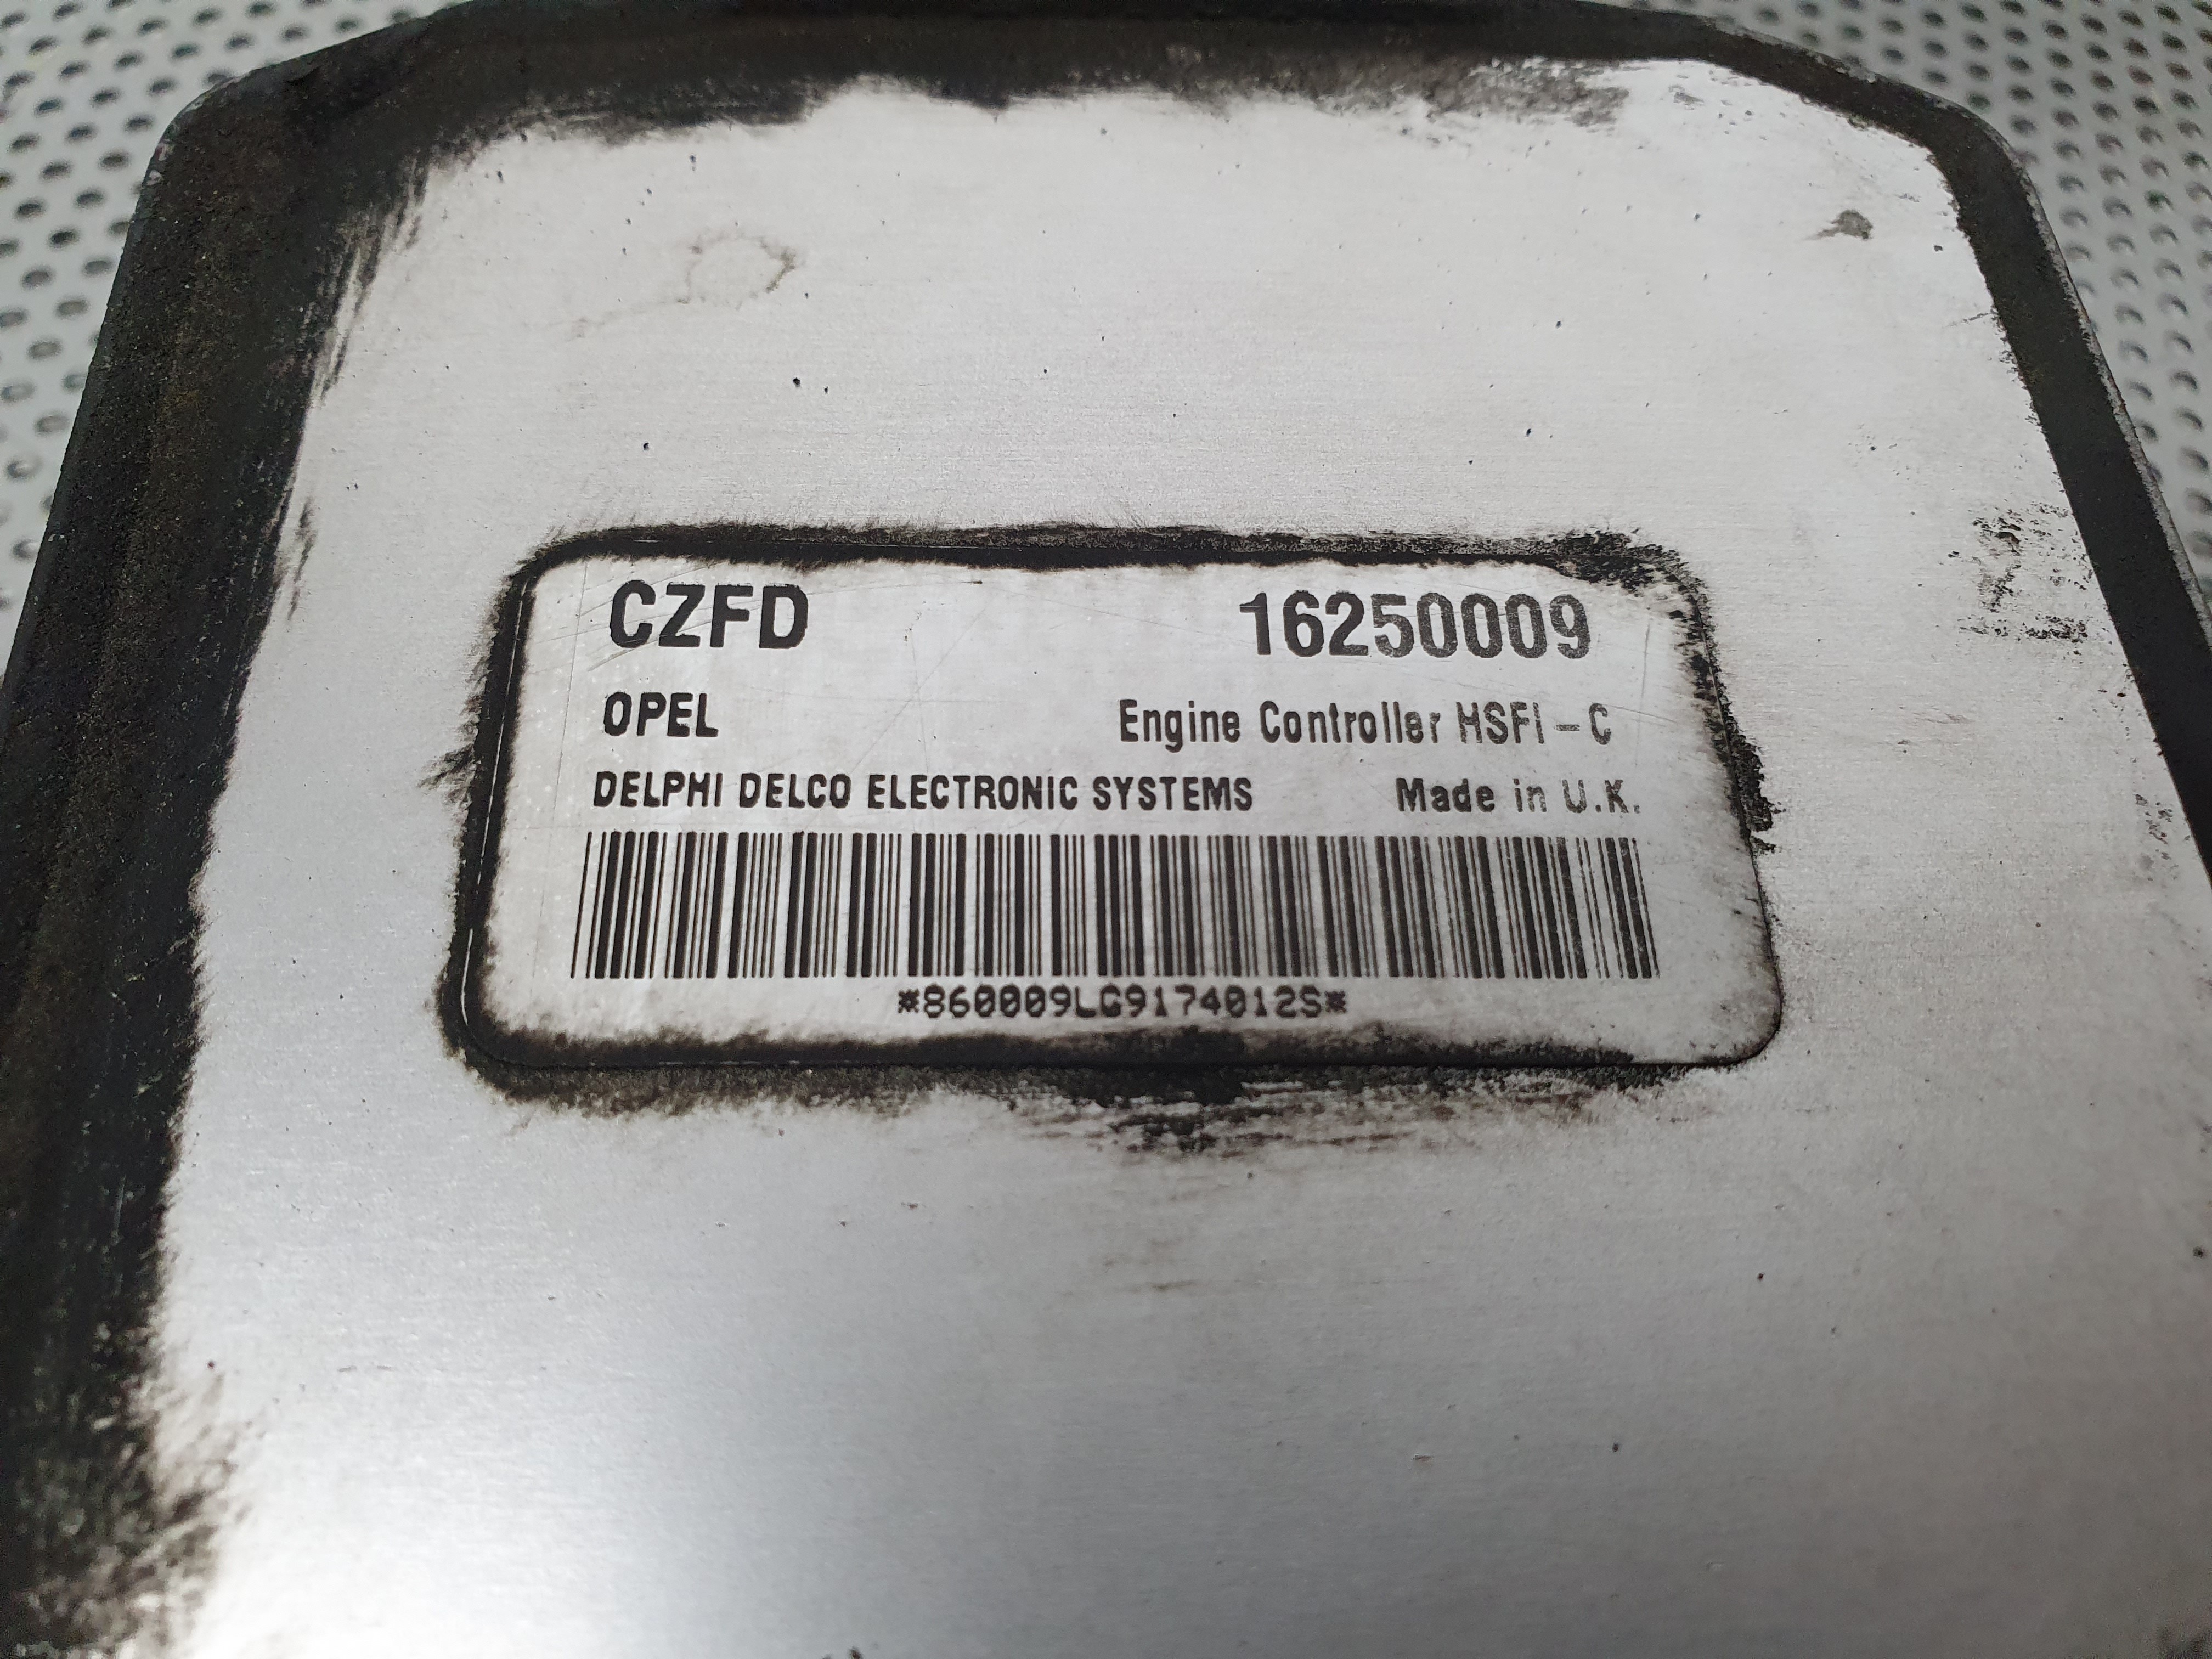 CZFD 16250009
OPEL Engine Controller HSFI-C
DELPHI DELCO ELECTRONIC SYSTEMS Made in U.K.
*860009LG9174012S*